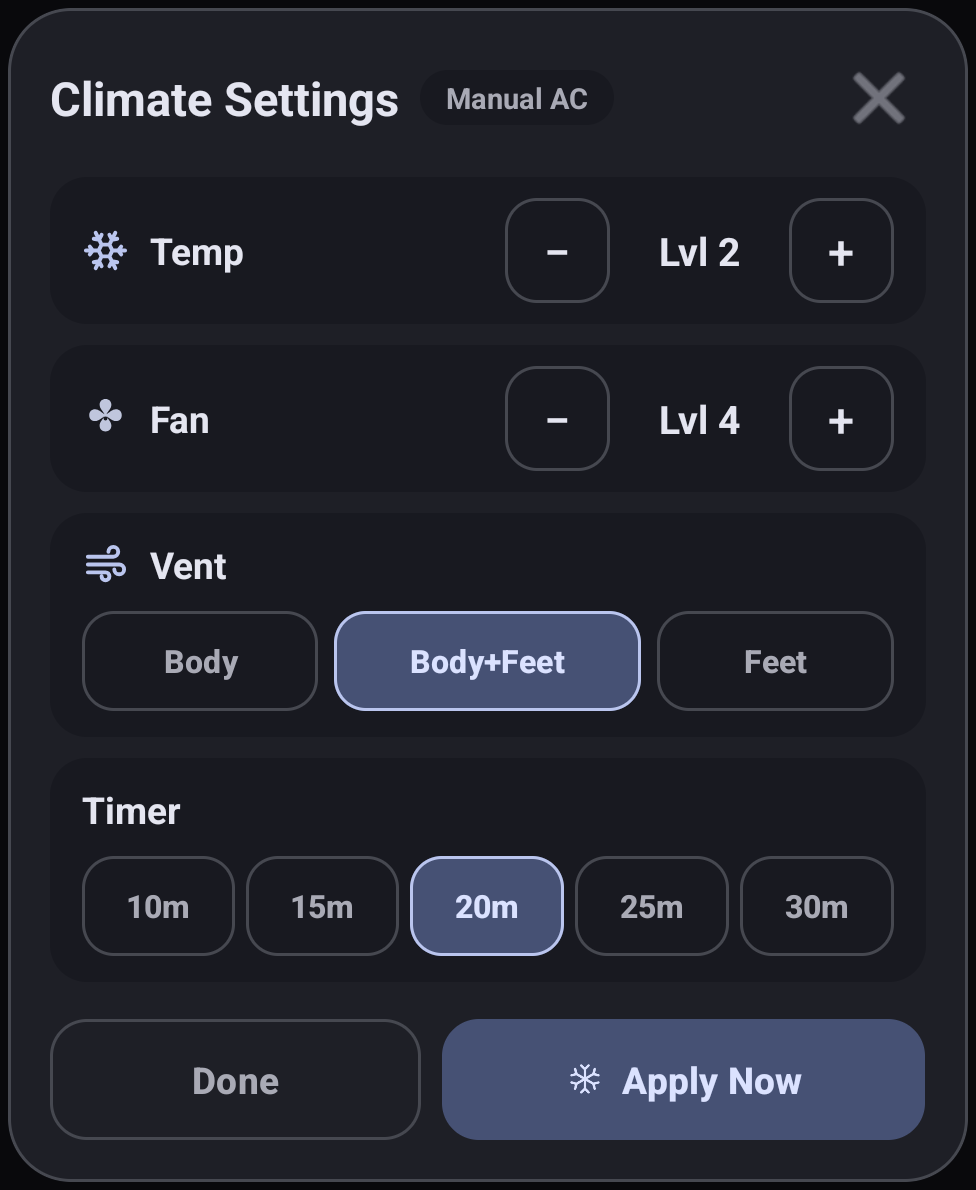 Climate Settings Manual AC
Temp − Lvl 2 +
Fan − Lvl 4 +
Vent
Body Body+Feet Feet
Timer
10m 15m 20m 25m 30m
Done Apply Now